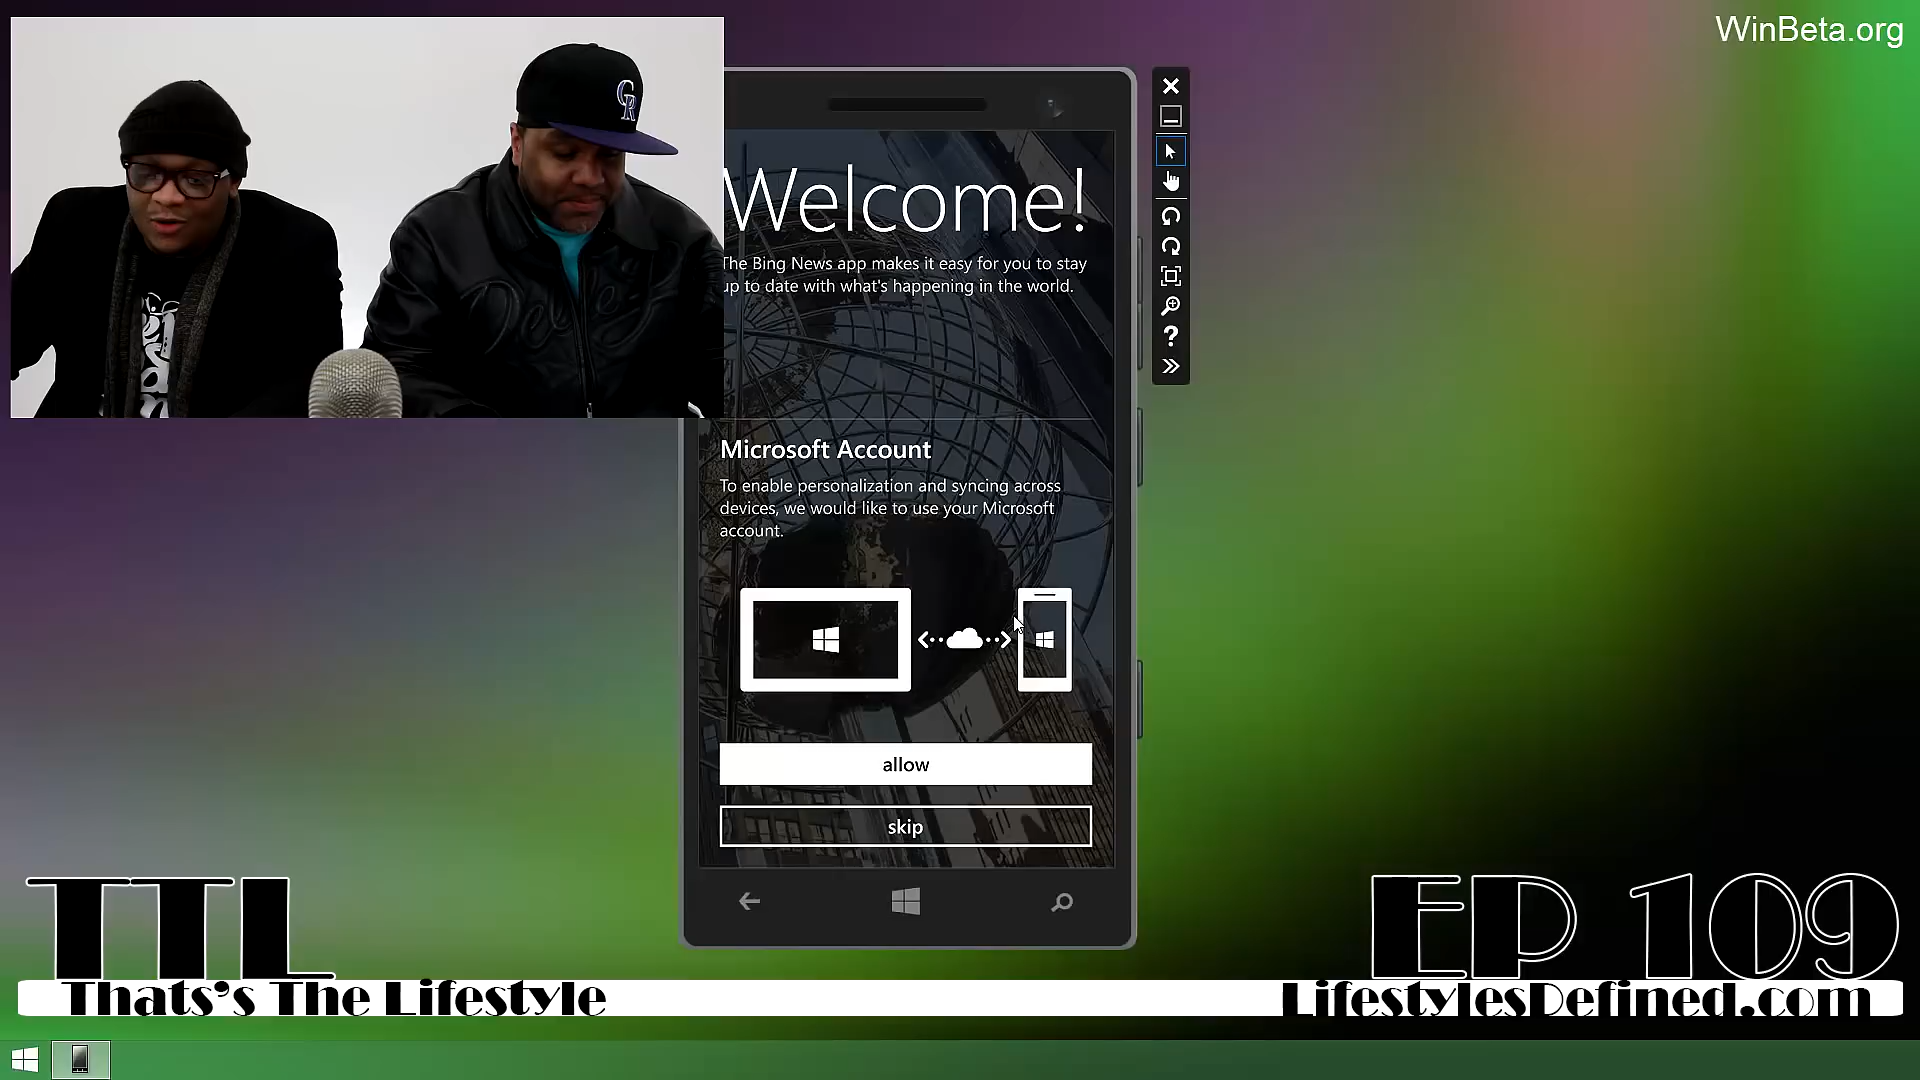 WinBeta.org
Welcome!
The Bing News app makes it easy for you to stay
up to date with what's happening in the world.
Microsoft Account
To enable personalization and syncing across
devices, we would like to use your Microsoft
account.
allow
skip
TTL
EP 109
Thats's The Lifestyle
LifestylesDefined.com
CR